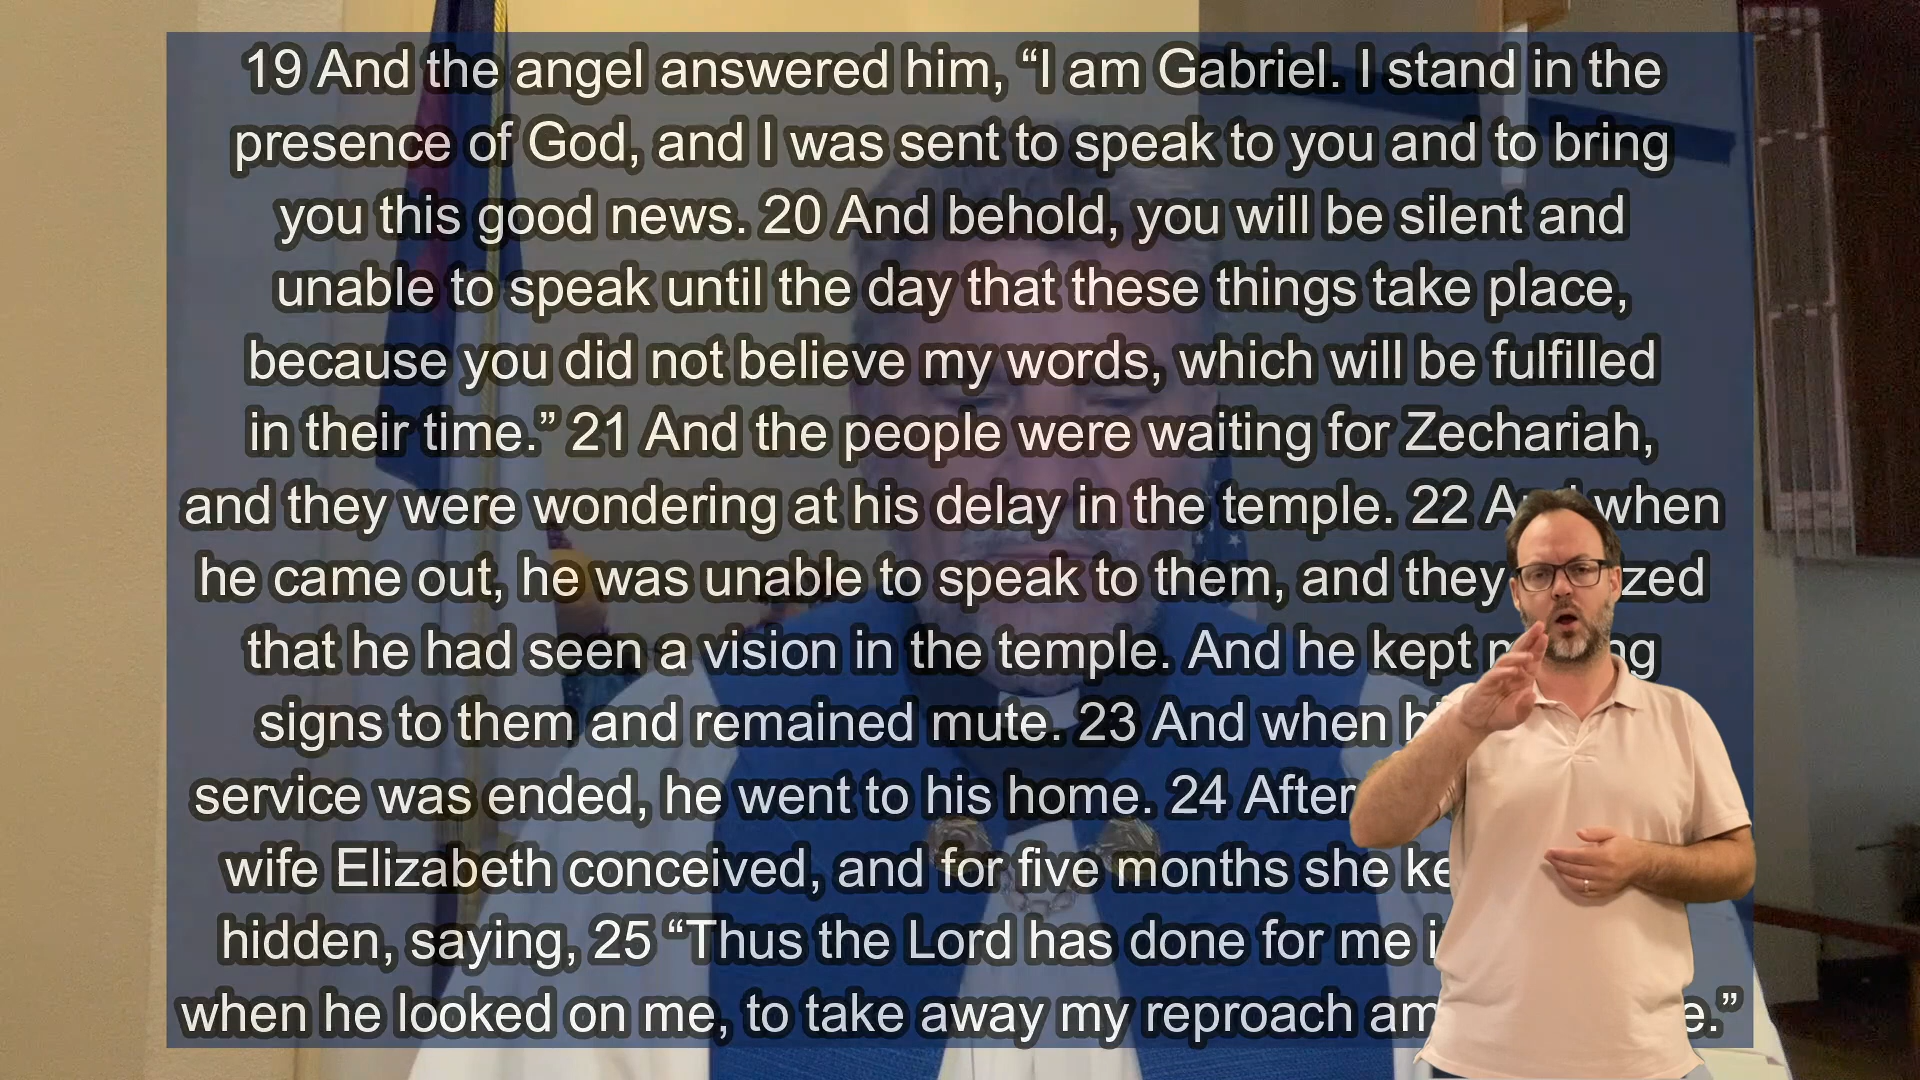 19 And the angel answered him, “I am Gabriel. I stand in the
presence of God, and I was sent to speak to you and to bring
you this good news. 20 And behold, you will be silent and
unable to speak until the day that these things take place,
because you did not believe my words, which will be fulfilled
in their time.” 21 And the people were waiting for Zechariah,
and they were wondering at his delay in the temple. 22 when
he came out, he was unable to speak to them, and they
that he had seen a vision in the temple. And he kept
signs to them and remained mute. 23 And when
service was ended, he went to his home. 24 After
wife Elizabeth conceived, and for five months she
hidden, saying, 25 “Thus the Lord has done for me
when he looked on me, to take away my reproach